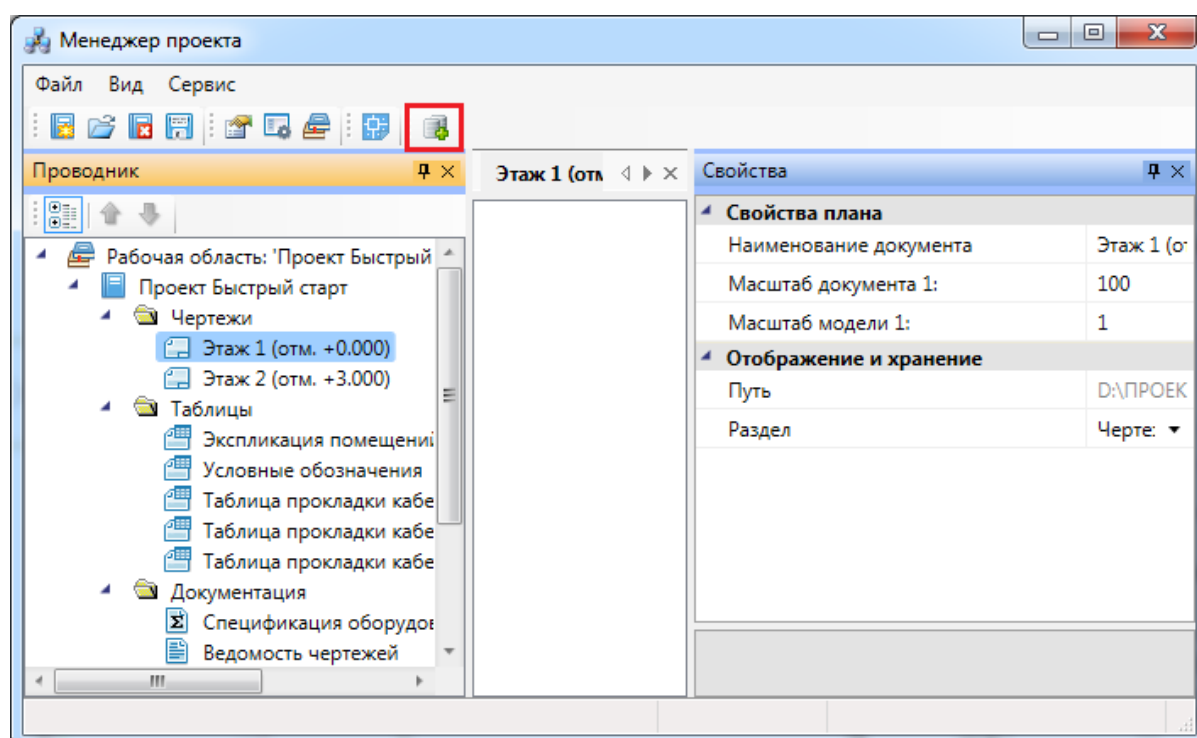 Менеджер проекта
Файл Вид Сервис
Проводник
Рабочая область: 'Проект Быстрый
Проект Быстрый старт
Чертежи
Этаж 1 (отм. +0.000)
Этаж 2 (отм. +3.000)
Таблицы
Экспликация помещений
Условные обозначения
Таблица прокладки кабе
Таблица прокладки кабе
Таблица прокладки кабе
Документация
Спецификация оборудов
Ведомость чертежей
Этаж 1 (отм
Свойства
Свойства плана
Наименование документа Этаж 1 (от
Масштаб документа 1: 100
Масштаб модели 1: 1
Отображение и хранение
Путь D:\ПРОЕК
Раздел Черте: